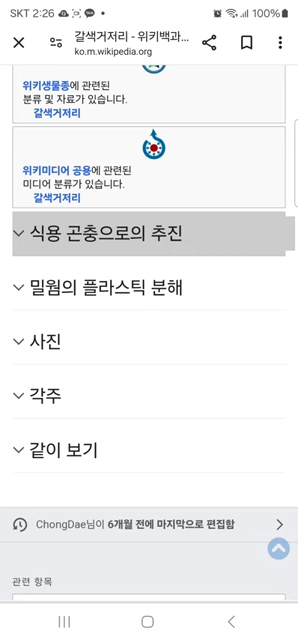 SKT 2:26
100%
갈색거저리 - 위키백과...
ko.m.wikipedia.org
위키생물종에 관련된
분류 및 자료가 있습니다.
갈색거저리
위키미디어 공용에 관련된
미디어 분류가 있습니다.
갈색거저리
식용 곤충으로의 추진
밀웜의 플라스틱 분해
사진
각주
같이 보기
ChongDae님이 6개월 전에 마지막으로 편집함
관련 항목